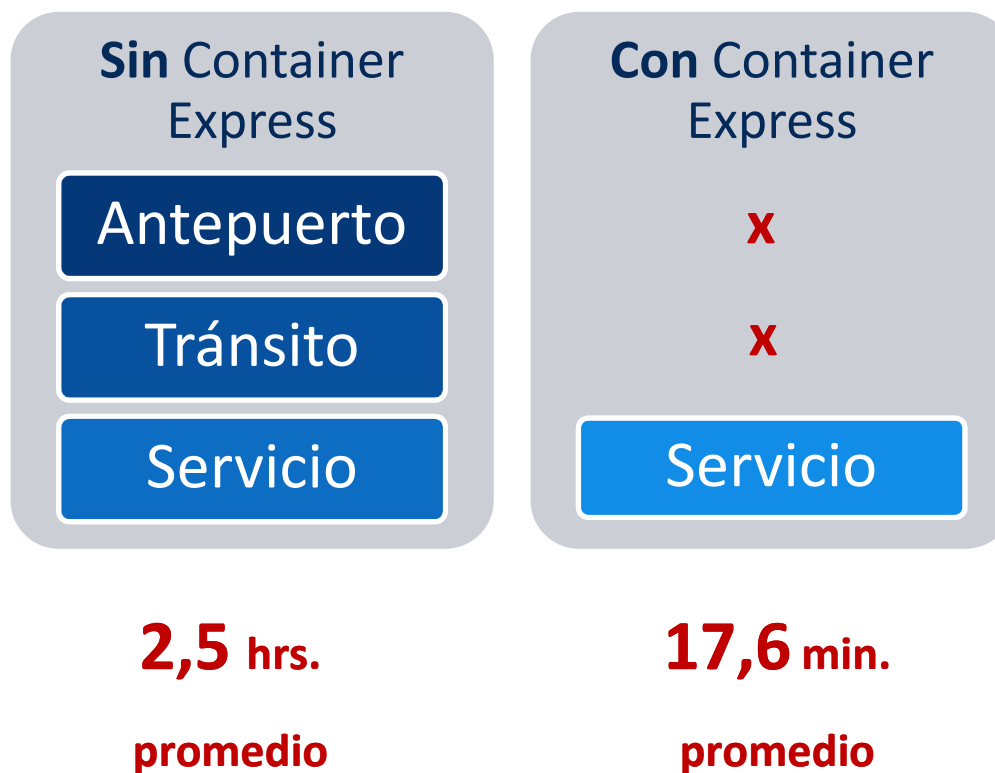 Sin Container
Express
Antepuerto
Tránsito
Servicio
2,5 hrs.
promedio
Con Container
Express
x
x
Servicio
17,6 min.
promedio